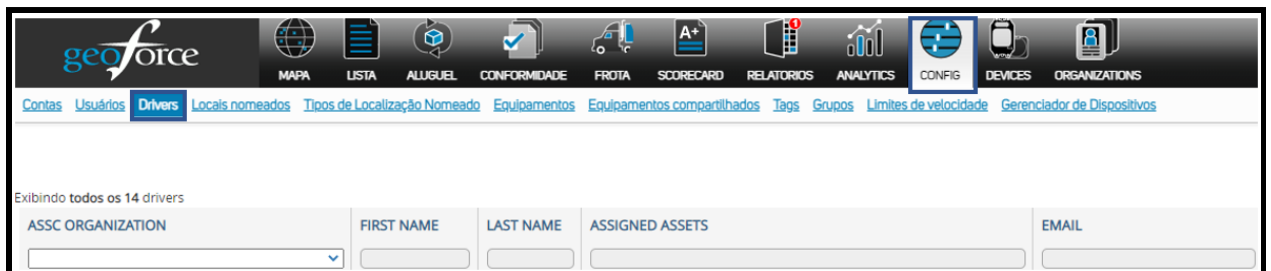 geoforce
MAPA LISTA ALUGUEL CONFORMIDADE FROTA SCORECARD RELATORIOS ANALYTICS CONFIG DEVICES ORGANIZATIONS
A+
1
Contas Usuários Drivers Locais nomeados Tipos de Localização Nomeado Equipamentos Equipamentos compartilhados Tags Grupos Limites de velocidade Gerenciador de Dispositivos
Exibindo todos os 14 drivers
ASSC ORGANIZATION FIRST NAME LAST NAME ASSIGNED ASSETS EMAIL